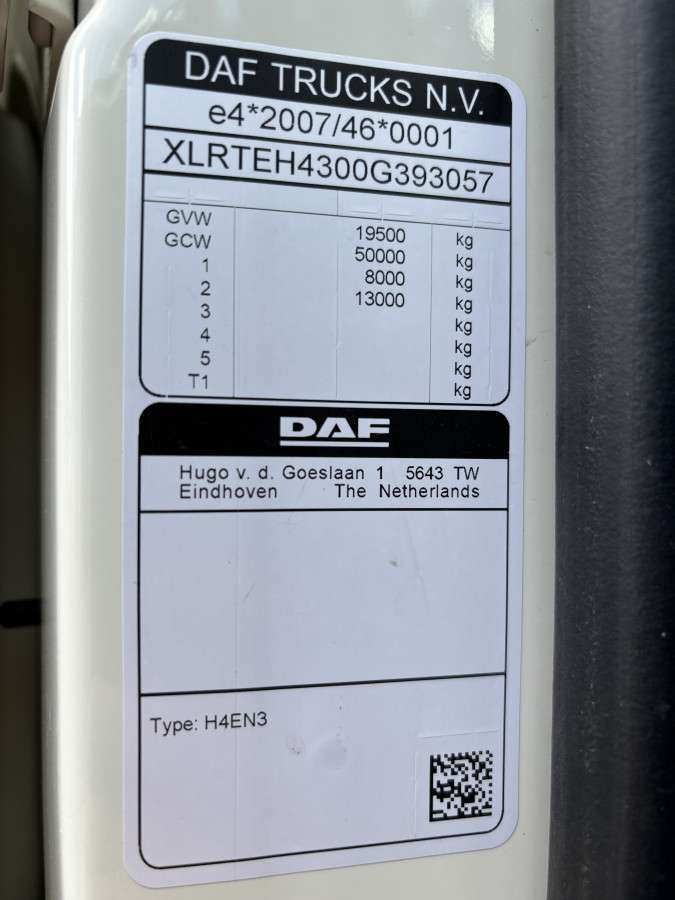 DAF TRUCKS N.V.
e4*2007/46*0001
XLRTEH4300G393057
GVW 19500 kg
GCW 50000 kg
1 8000 kg
2 13000 kg
3 kg
4 kg
5 kg
T1 kg
DAF
Hugo v. d. Goeslaan 1 5643 TW
Eindhoven The Netherlands
Type: H4EN3